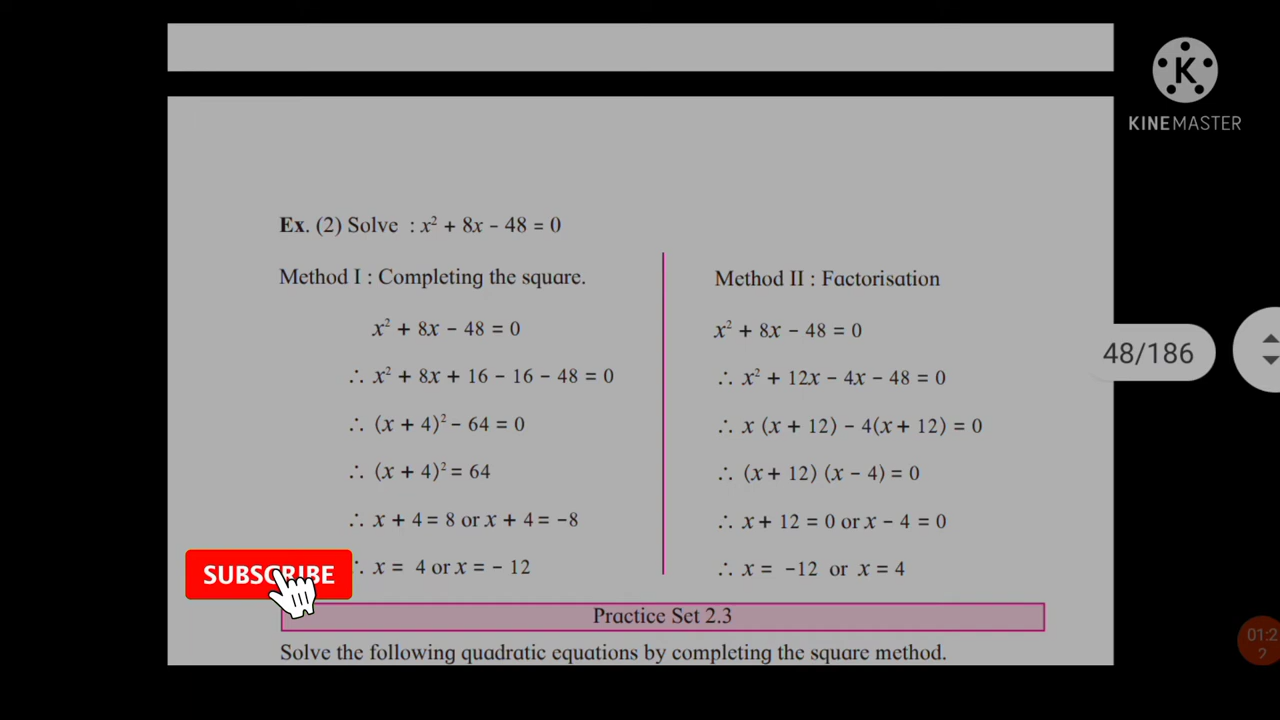 KINEMASTER
Ex. (2) Solve : x² + 8x − 48 = 0
Method I : Completing the square.
x² + 8x − 48 = 0
∴ x² + 8x + 16 − 16 − 48 = 0
∴ (x + 4)² − 64 = 0
∴ (x + 4)² = 64
∴ x + 4 = 8 or x + 4 = −8
∴ x = 4 or x = − 12
Method II : Factorisation
x² + 8x − 48 = 0
∴ x² + 12x − 4x − 48 = 0
∴ x (x + 12) − 4(x + 12) = 0
∴ (x + 12) (x − 4) = 0
∴ x + 12 = 0 or x − 4 = 0
∴ x = −12 or x = 4
48/186
SUBSCRIBE
Practice Set 2.3
Solve the following quadratic equations by completing the square method.
01:2
2